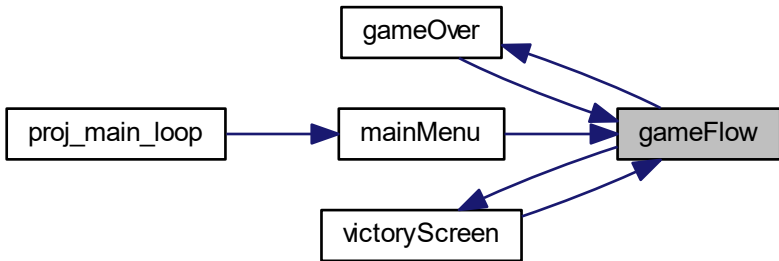 gameOver
proj_main_loop
mainMenu
gameFlow
victoryScreen